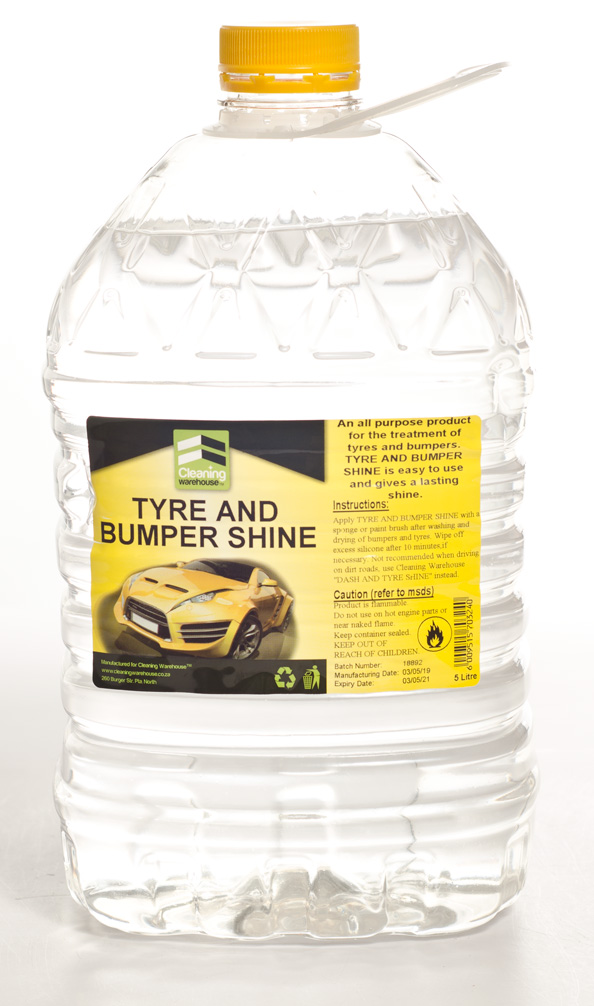 Cleaning
warehouse™
TYRE AND
BUMPER SHINE
Manufactured for Cleaning Warehouse™
www.cleaningwarehouse.co.za
260 Burger Str. Pta North
An all purpose product
for the treatment of
tyres and bumpers.
TYRE AND BUMPER
SHINE is easy to use
and gives a lasting
shine.
Instructions:
Apply TYRE AND BUMPER SHINE with a
sponge or paint brush after washing and
drying of bumpers and tyres. Wipe off
excess silicone after 10 minutes,if
necessary. Not recommended when driving
on dirt roads, use Cleaning Warehouse
"DASH AND TYRE SrHINE" instead.
Caution (refer to msds)
Product is flammable
Do not use on hot engine parts or
near naked flame.
Keep container sealed
KEEP OUT OF
REACH OF CHILDREN
Batch Number: 18892
Manufacturing Date: 03/05/19
Expiry Date: 03/05/21
6009515705240
5 Litre